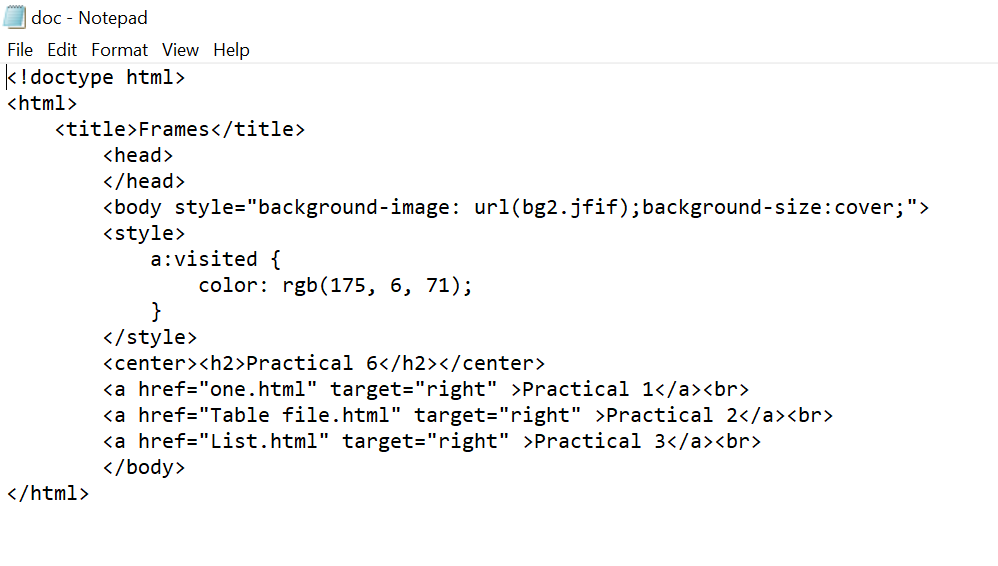 doc - Notepad
File Edit Format View Help
<!doctype html>
<html>
    <title>Frames</title>
        <head>
        </head>
        <body style="background-image: url(bg2.jfif);background-size:cover;">
        <style>
            a:visited {
                color: rgb(175, 6, 71);
            }
        </style>
        <center><h2>Practical 6</h2></center>
        <a href="one.html" target="right" >Practical 1</a><br>
        <a href="Table file.html" target="right" >Practical 2</a><br>
        <a href="List.html" target="right" >Practical 3</a><br>
        </body>
</html>